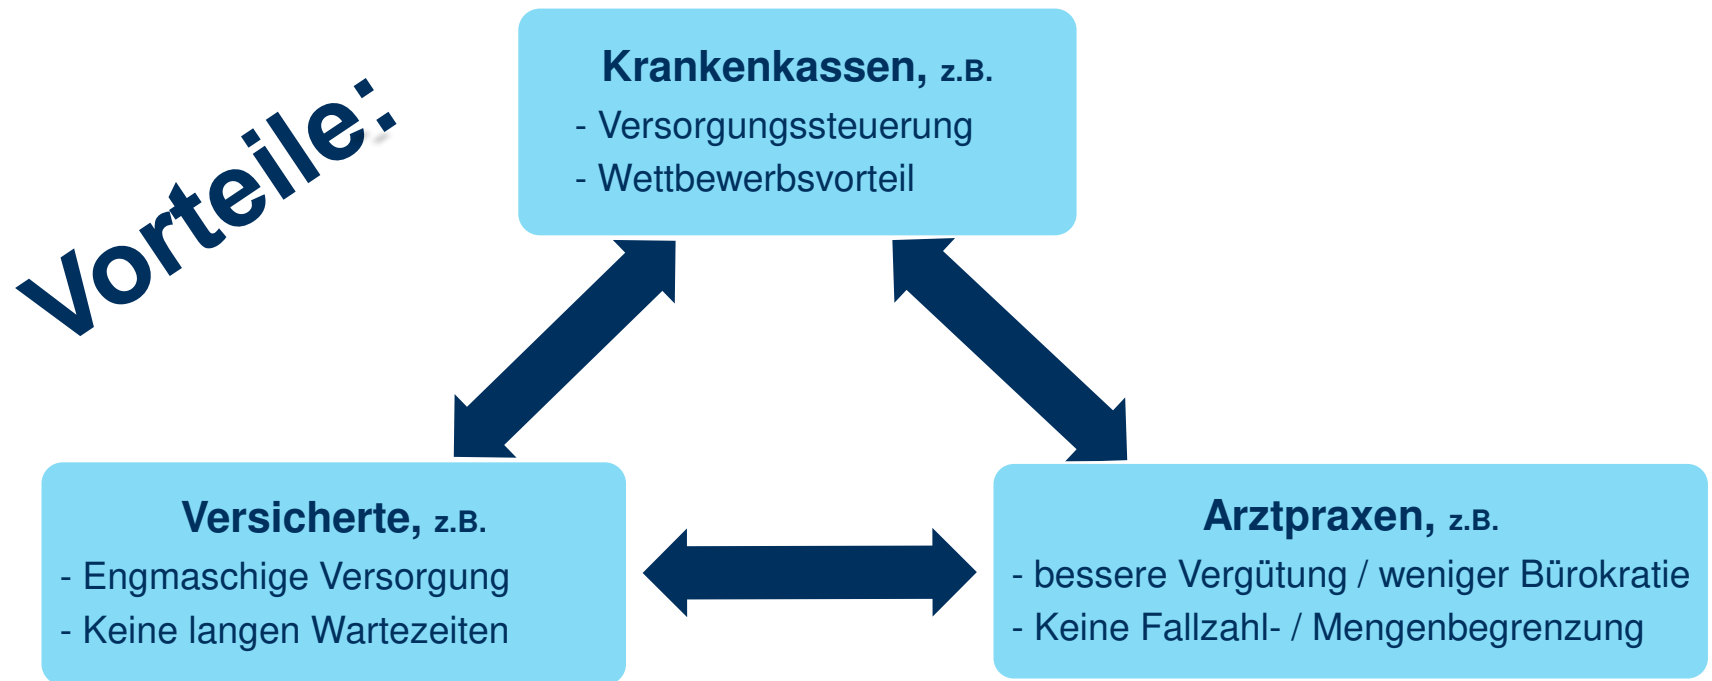 Vorteile:
Krankenkassen, z.B.
- Versorgungssteuerung
- Wettbewerbsvorteil
Versicherte, z.B.
- Engmaschige Versorgung
- Keine langen Wartezeiten
Arztpraxen, z.B.
- bessere Vergütung / weniger Bürokratie
- Keine Fallzahl- / Mengenbegrenzung